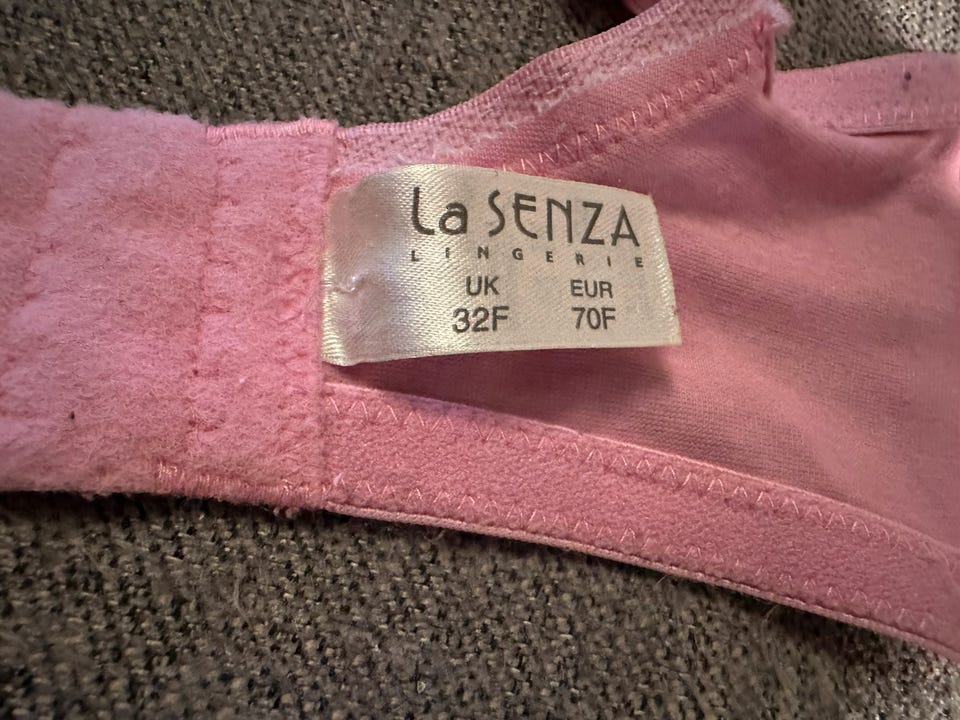 La SENZA
LINGERIE
UK EUR
32F 70F